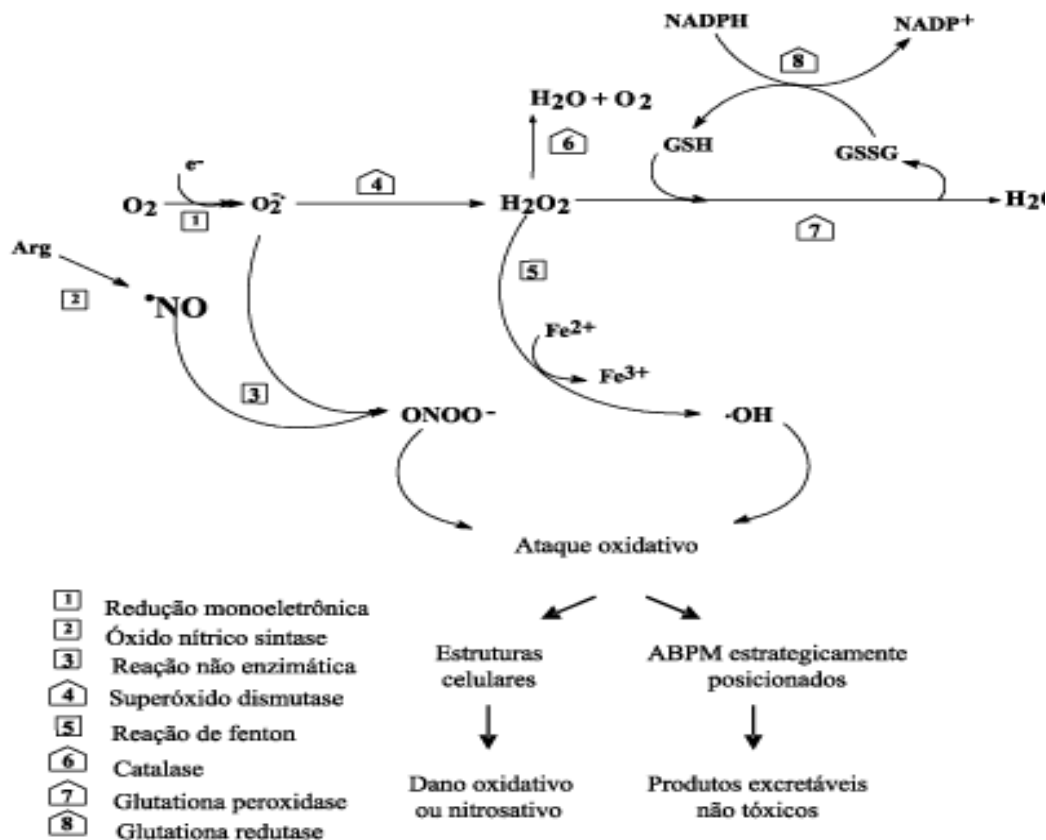 NADPH
NADP+
8
H2O + O2
6
GSH
GSSG
e-
O2
1
O2-·
4
H2O2
7
H2O
Arg
2
•NO
5
Fe2+
Fe3+
3
ONOO-
·OH
Ataque oxidativo
Estruturas
celulares
ABPM estrategicamente
posicionados
Dano oxidativo
ou nitrosativo
Produtos excretáveis
não tóxicos
1 Redução monoeletrônica
2 Óxido nítrico sintase
3 Reação não enzimática
4 Superóxido dismutase
5 Reação de fenton
6 Catalase
7 Glutationa peroxidase
8 Glutationa redutase